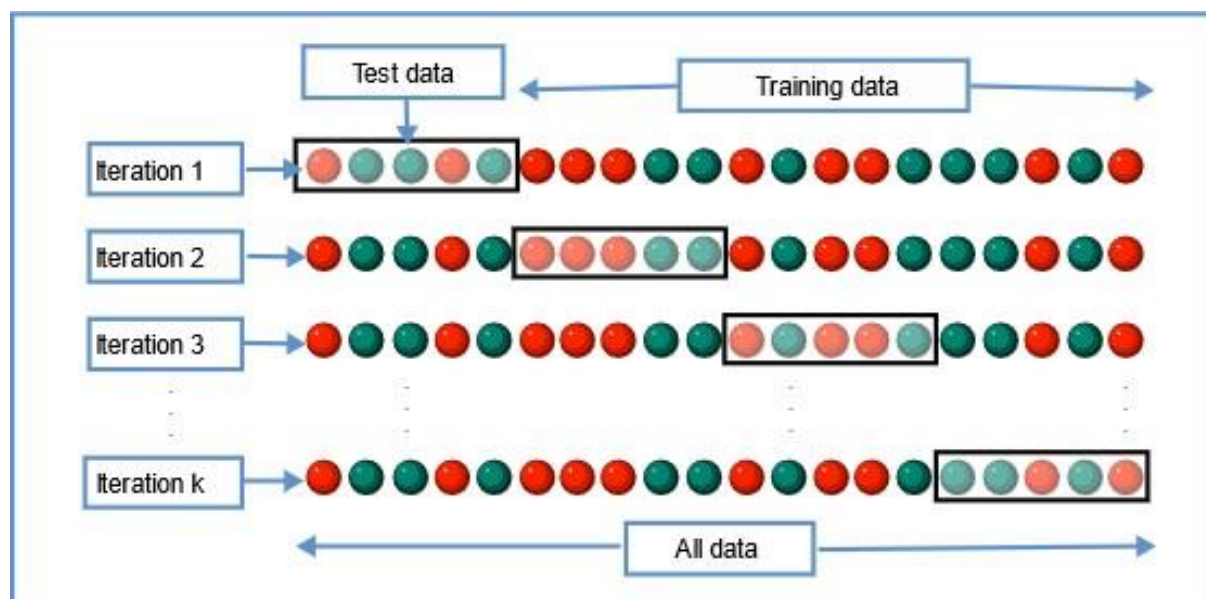 Test data
Training data
Iteration 1
Iteration 2
Iteration 3
Iteration k
All data